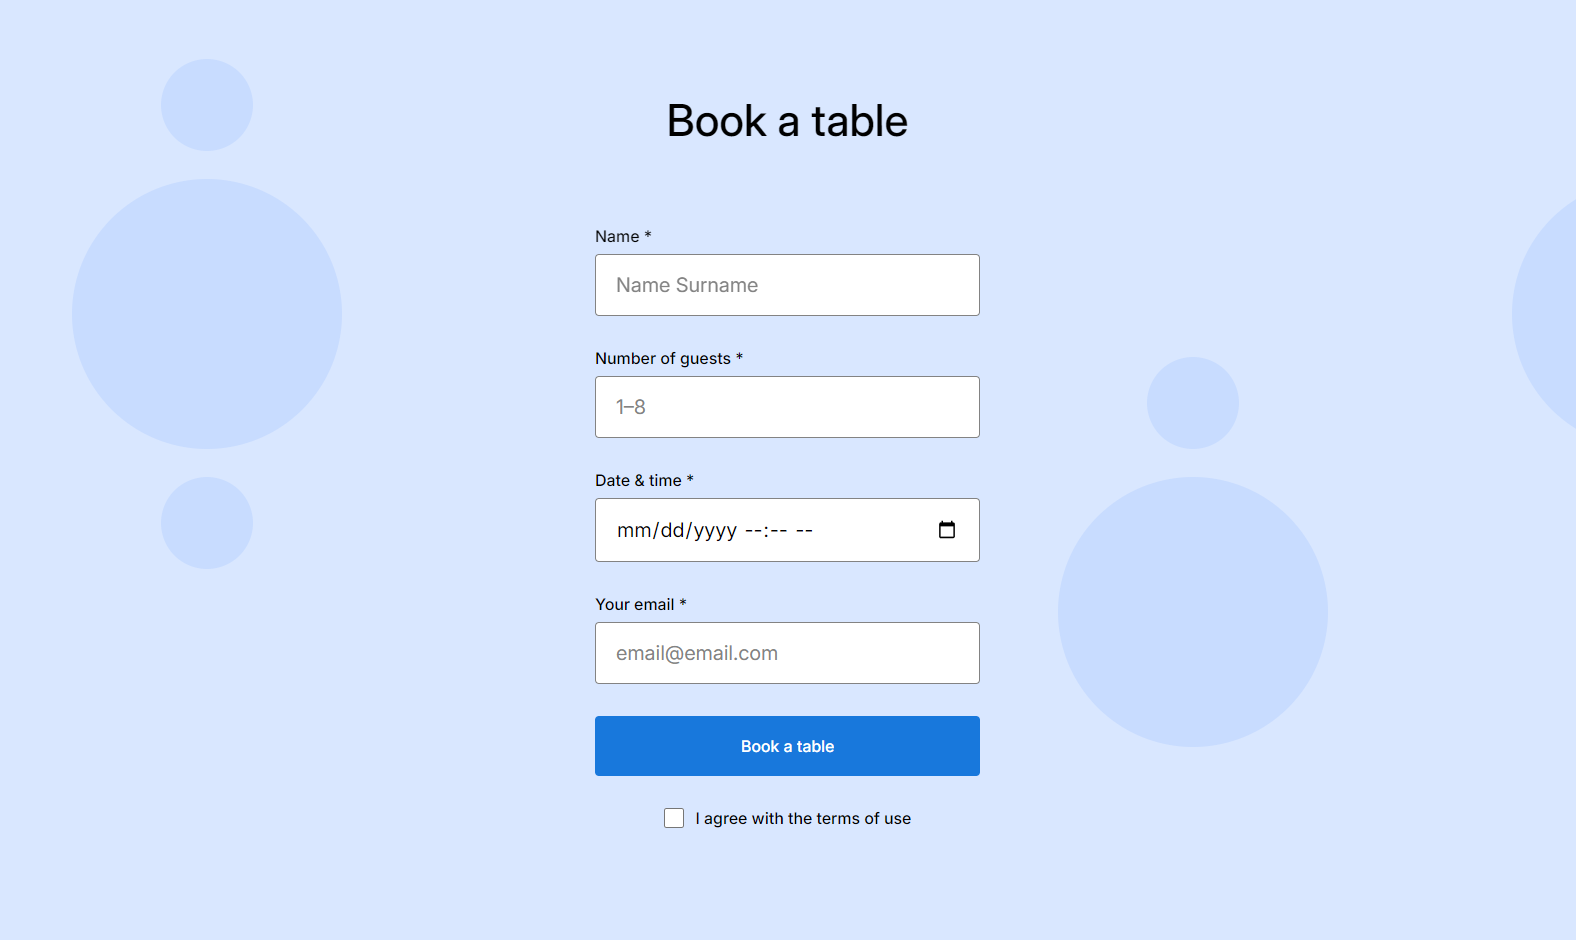 Book a table
Name *
Name Surname
Number of guests *
1–8
Date & time *
mm/dd/yyyy --:-- --
Your email *
email@email.com
Book a table
I agree with the terms of use